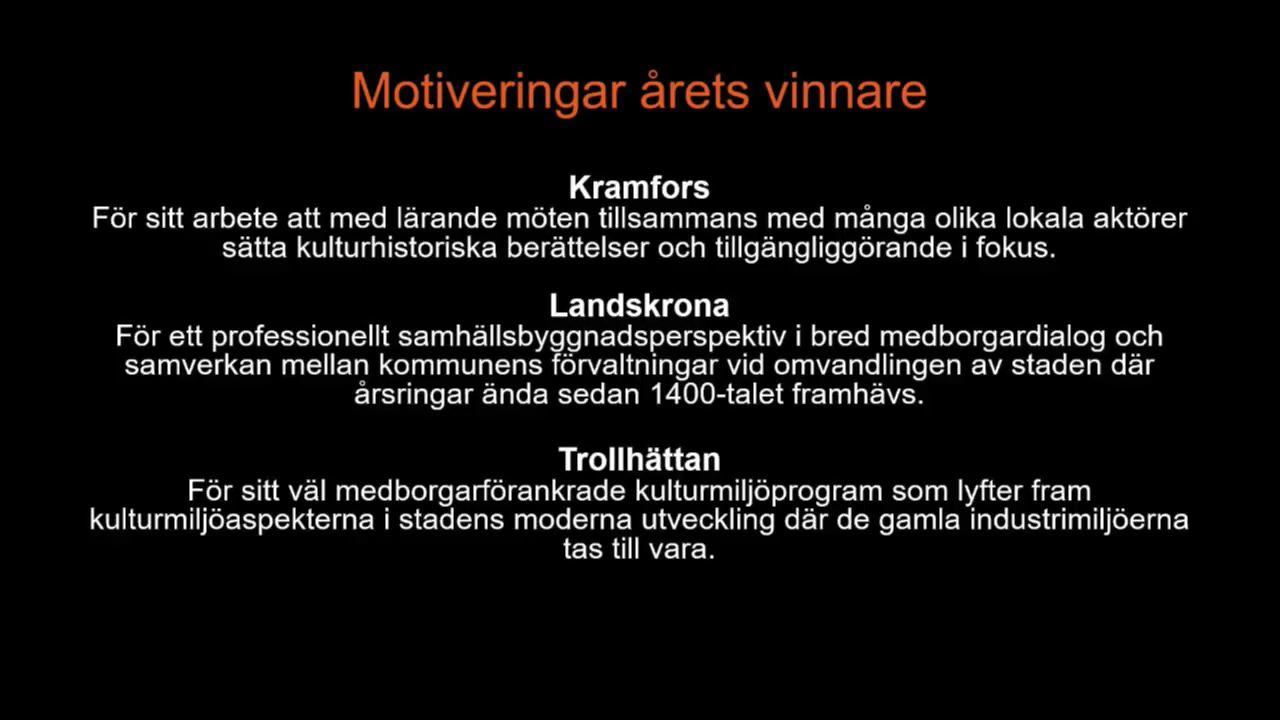 Motiveringar årets vinnare
Kramfors
För sitt arbete att med lärande möten tillsammans med många olika lokala aktörer
sätta kulturhistoriska berättelser och tillgängliggörande i fokus.
Landskrona
För ett professionellt samhällsbyggnadsperspektiv i bred medborgardialog och
samverkan mellan kommunens förvaltningar vid omvandlingen av staden där
årsringar ända sedan 1400-talet framhävs.
Trollhättan
För sitt väl medborgarförankrade kulturmiljöprogram som lyfter fram
kulturmiljöaspekterna i stadens moderna utveckling där de gamla industrimiljöerna
tas till vara.